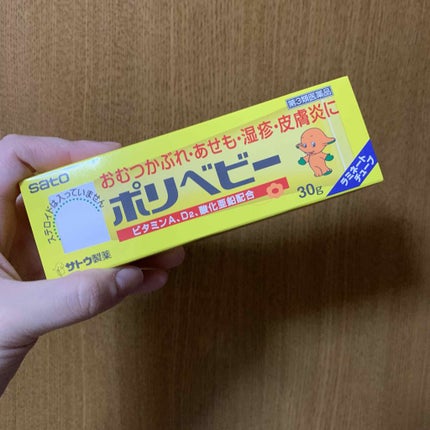 第3類医薬品
おむつかぶれ・あせも・湿疹・皮膚炎に
sato
ステロイドは入っていません
ポリベビー
ビタミンA、D₂、酸化亜鉛配合
30g
ラミネート
チューブ
サトウ製薬